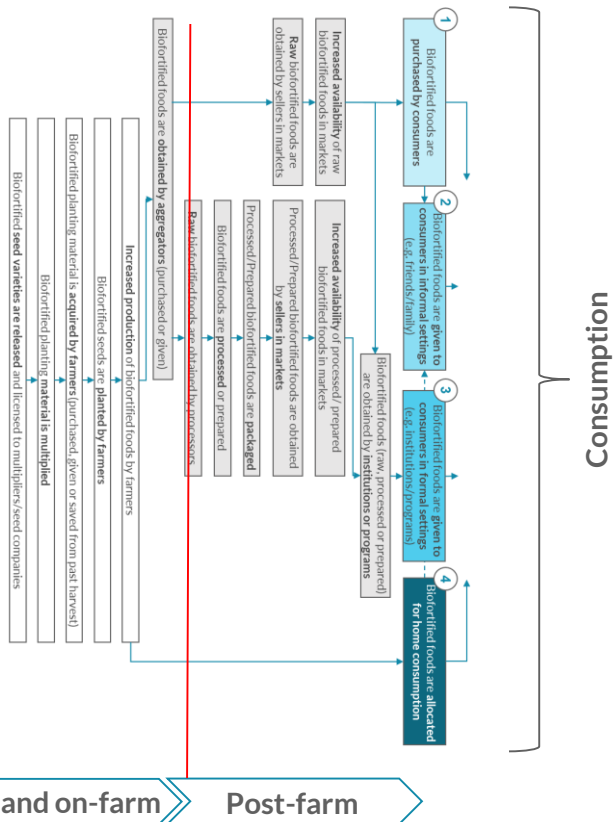 Consumption
1
Biofortified foods are
purchased by consumers
2
Biofortified foods are given to
consumers in informal settings
(e.g. friends/family)
3
Biofortified foods are given to
consumers in formal settings
(e.g. institutions/programs)
4
Biofortified foods are allocated
for home consumption
Biofortified foods (raw, processed or prepared)
are obtained by institutions or programs
Increased availability of raw
biofortified foods in markets
Increased availability of processed/ prepared
biofortified foods in markets
Raw biofortified foods are
obtained by sellers in markets
Processed/Prepared biofortified foods are obtained
by sellers in markets
Processed/Prepared biofortified foods are packaged
Biofortified foods are processed or prepared
Raw biofortified foods are obtained by processors
Biofortified foods are obtained by aggregators (purchased or given)
Increased production of biofortified foods by farmers
Biofortified seeds are planted by farmers
Biofortified planting material is acquired by farmers (purchased, given or saved from past harvest)
Biofortified planting material is multiplied
Biofortified seed varieties are released and licensed to multipliers/seed companies
and on-farm
Post-farm